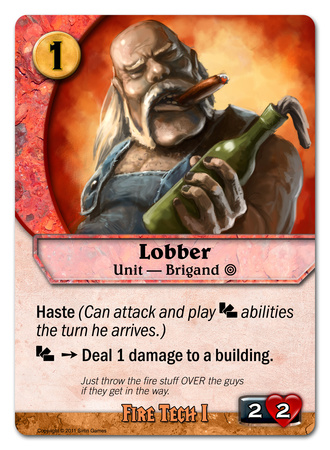 1
Lobber
Unit — Brigand
Haste (Can attack and play abilities
the turn he arrives.)
→ Deal 1 damage to a building.
Just throw the fire stuff OVER the guys
if they get in the way.
Fire Tech I
2 2
Copyright © 2011 Sirlin Games